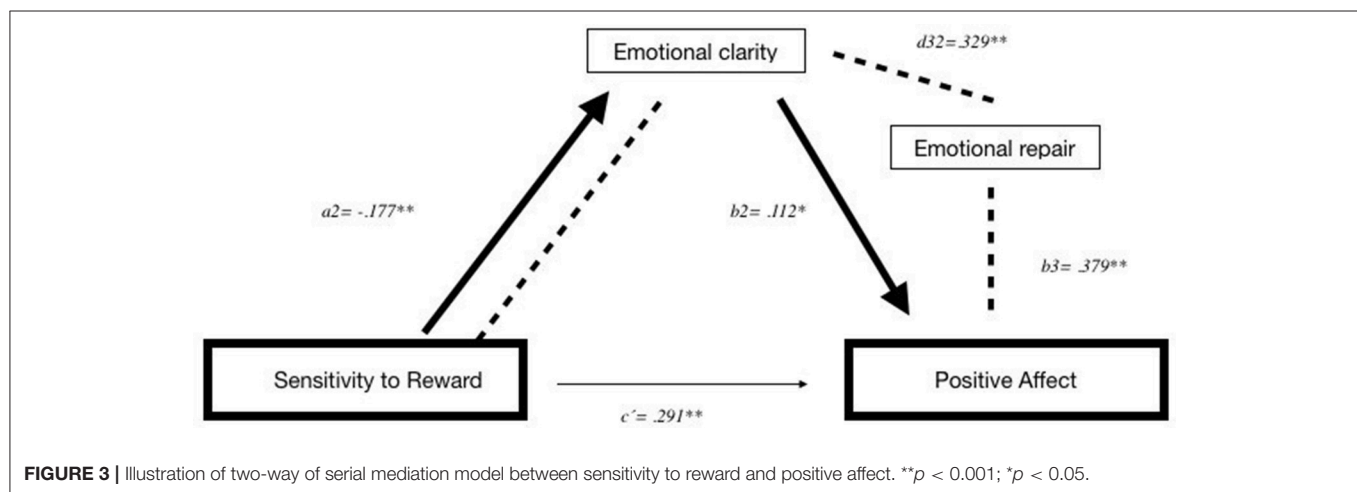 Emotional clarity
d32= .329**
Emotional repair
a2= -.177**
b2= .112*
b3= .379**
Sensitivity to Reward
Positive Affect
c´= .291**
FIGURE 3 | Illustration of two-way of serial mediation model between sensitivity to reward and positive affect. **p < 0.001; *p < 0.05.